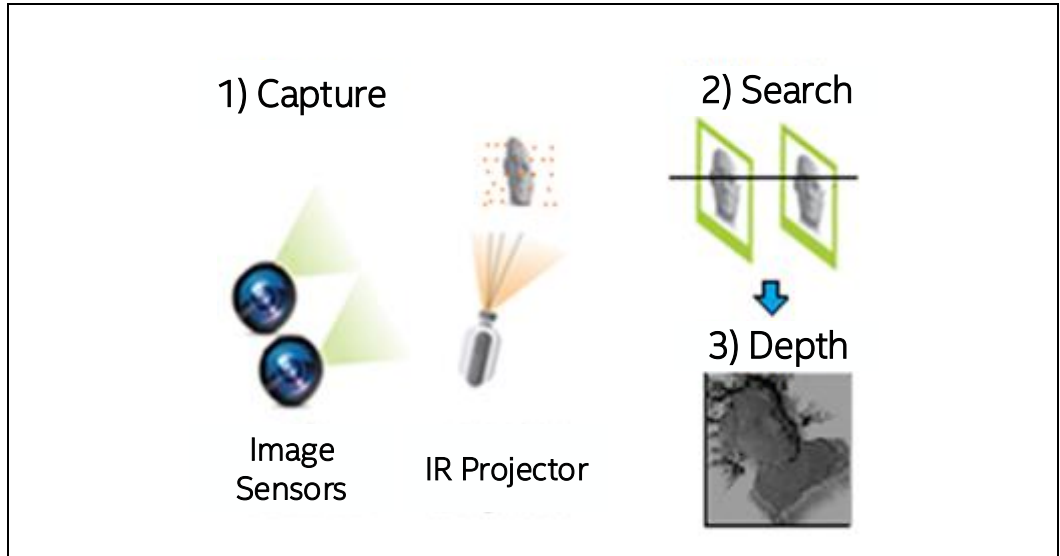 1) Capture
2) Search
3) Depth
Image
Sensors
IR Projector